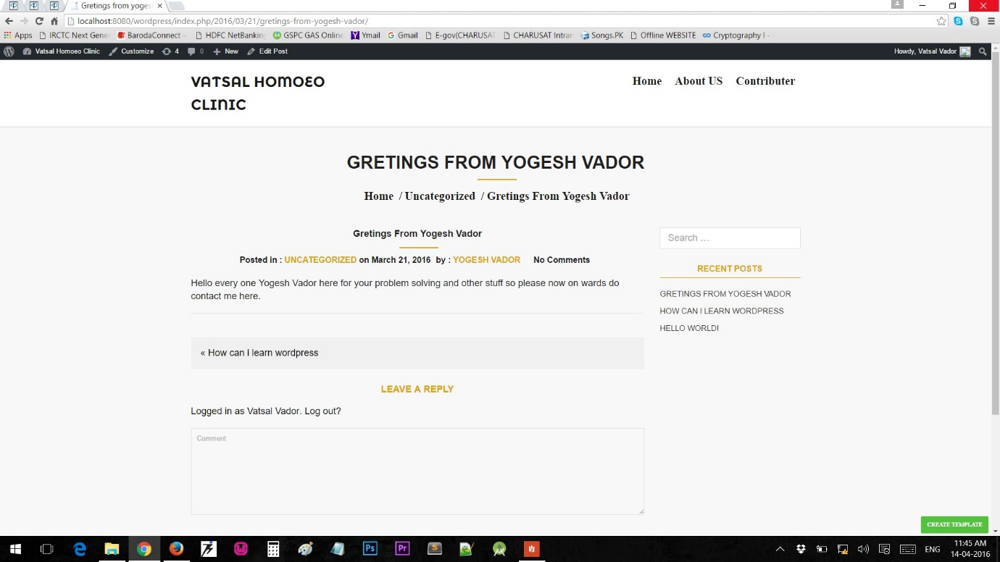 Gretings from yoges
localhost:8080/wordpress/index.php/2016/03/21/gretings-from-yogesh-vador/
Apps IRCTC Next Gene BarodaConnect - HDFC NetBanking GSPC GAS Online Ymail Gmail E-gov(CHARUSAT CHARUSAT Intran Songs.PK Offline WEBSITE Cryptography I -
Vatsal Homoeo Clinic Customize 4 0 New Edit Post Howdy, Vatsal Vador
VATSAL HOMOEO
CLINIC
Home About US Contributer
GRETINGS FROM YOGESH VADOR
Home / Uncategorized / Gretings From Yogesh Vador
Gretings From Yogesh Vador
Posted in : UNCATEGORIZED on March 21, 2016 by : YOGESH VADOR No Comments
Hello every one Yogesh Vador here for your problem solving and other stuff so please now on wards do
contact me here.
« How can i learn wordpress
LEAVE A REPLY
Logged in as Vatsal Vador. Log out?
Comment
Search ...
RECENT POSTS
GRETINGS FROM YOGESH VADOR
HOW CAN I LEARN WORDPRESS
HELLO WORLD!
CREATE TEMPLATE
Ps Pr S
ENG
11:45 AM
14-04-2016